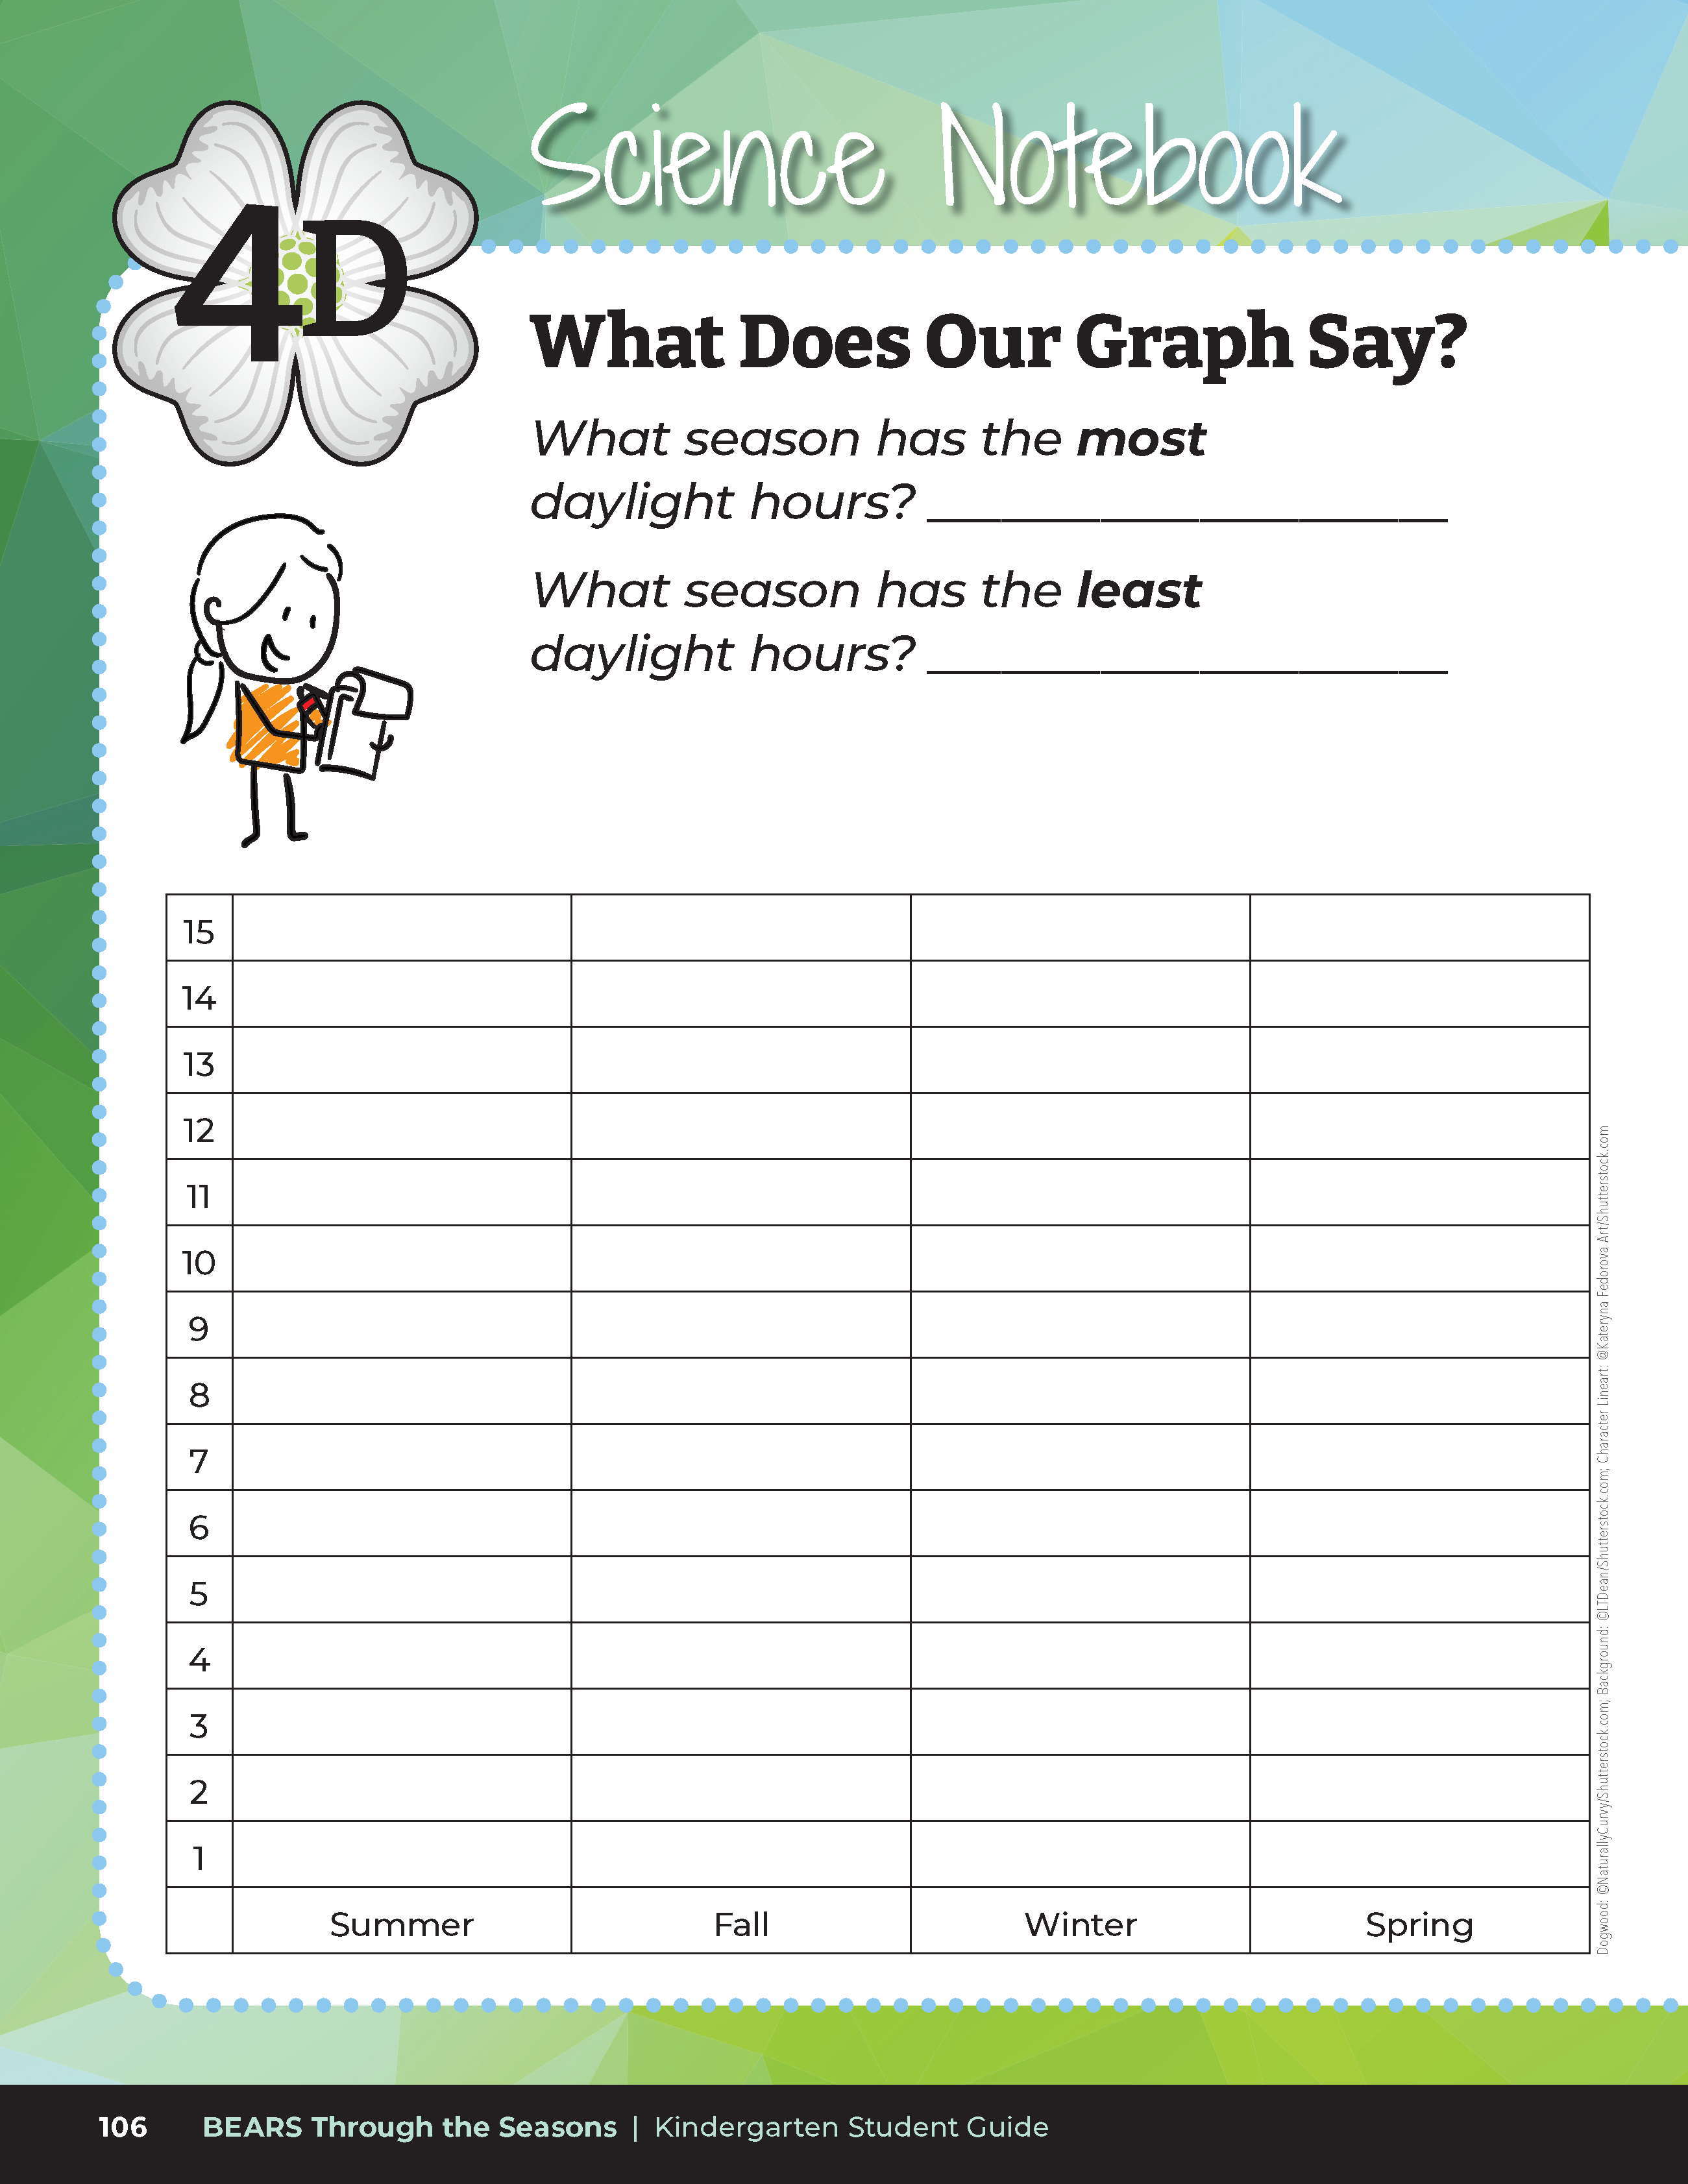 Science Notebook
4D
What Does Our Graph Say?
What season has the most
daylight hours? ____________________
What season has the least
daylight hours? ____________________
15
14
13
12
11
10
9
8
7
6
5
4
3
2
1
Summer Fall Winter Spring
Dogwood: ©NaturallyCurvy/Shutterstock.com; Background: ©LTDean/Shutterstock.com; Character Lineart: @Kateryna Fedorova Art/Shutterstock.com
106 BEARS Through the Seasons | Kindergarten Student Guide